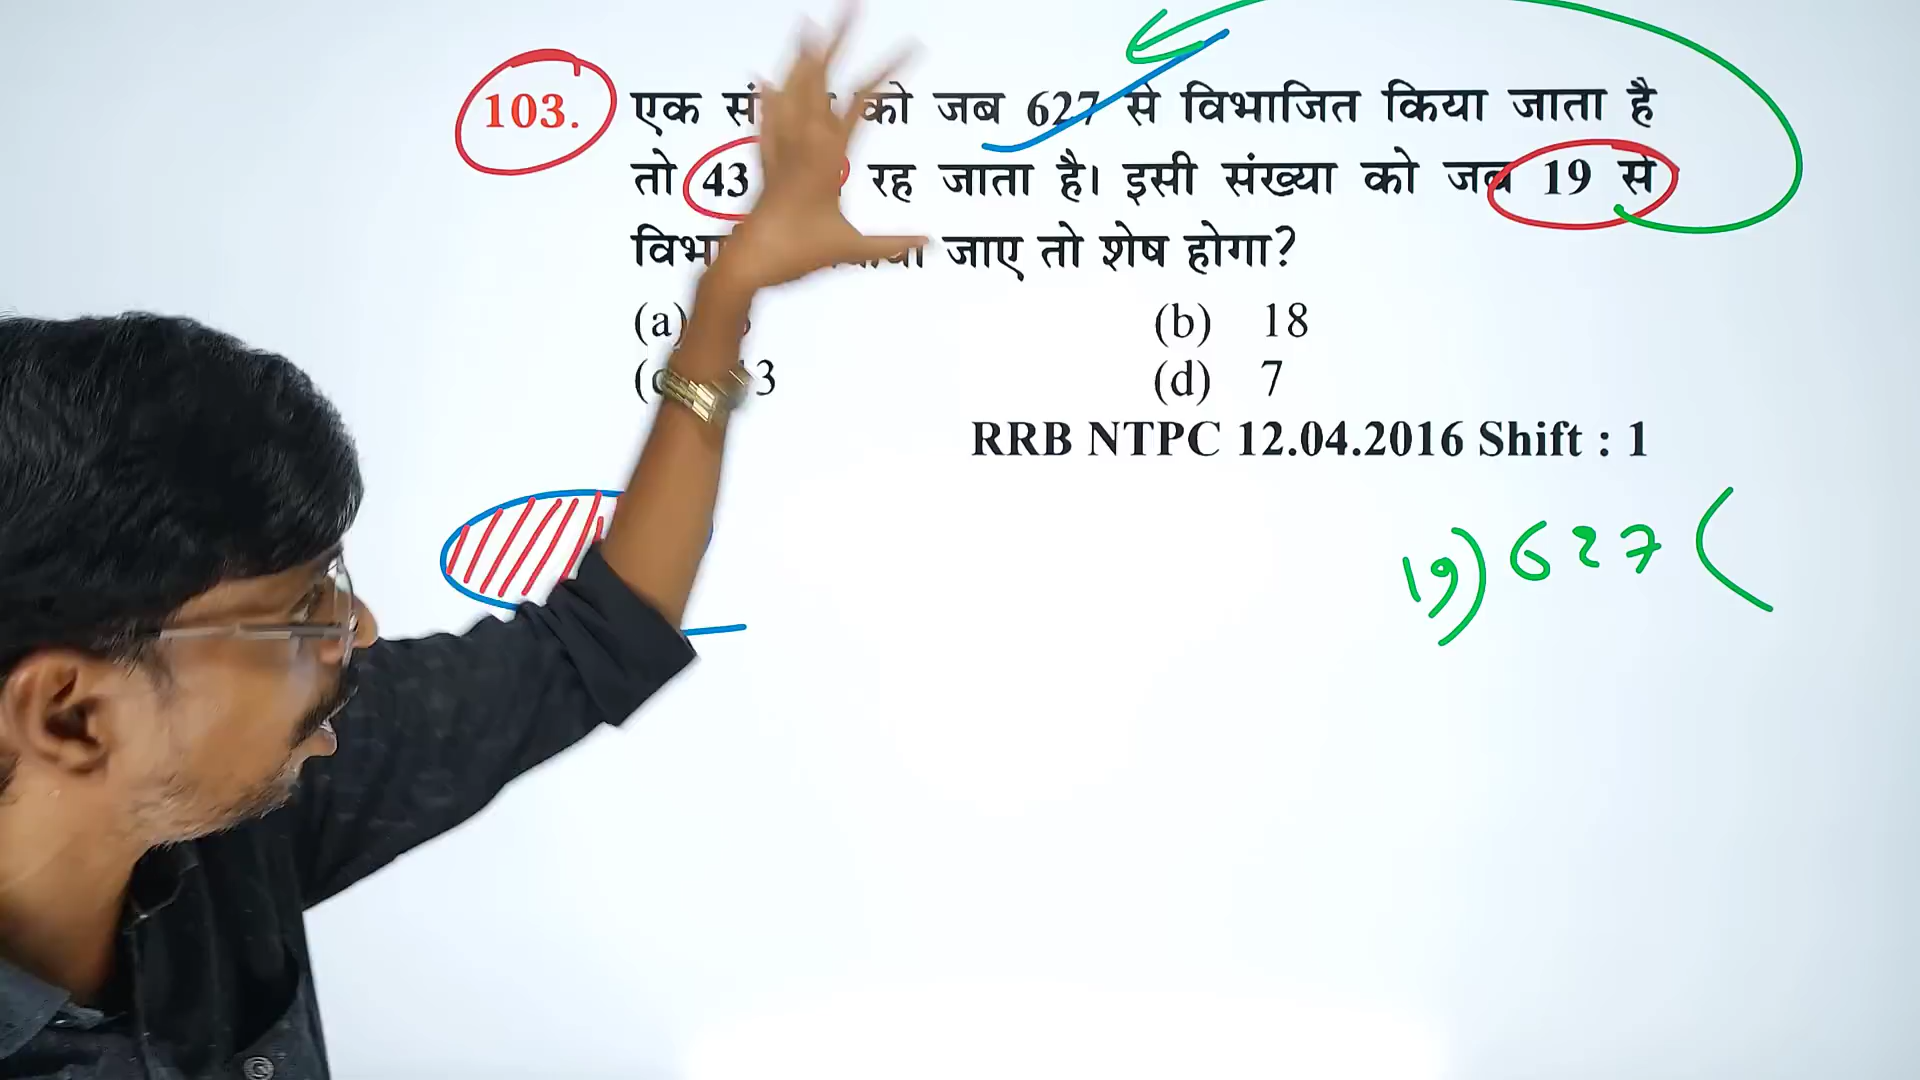 103. एक को जब 627 से विभाजित किया जाता है
तो 43 रह जाता है। इसी संख्या को जब 19 से
जाए तो शेष होगा?
(a) (b) 18
(d) 7
RRB NTPC 12.04.2016 Shift : 1
19)627(